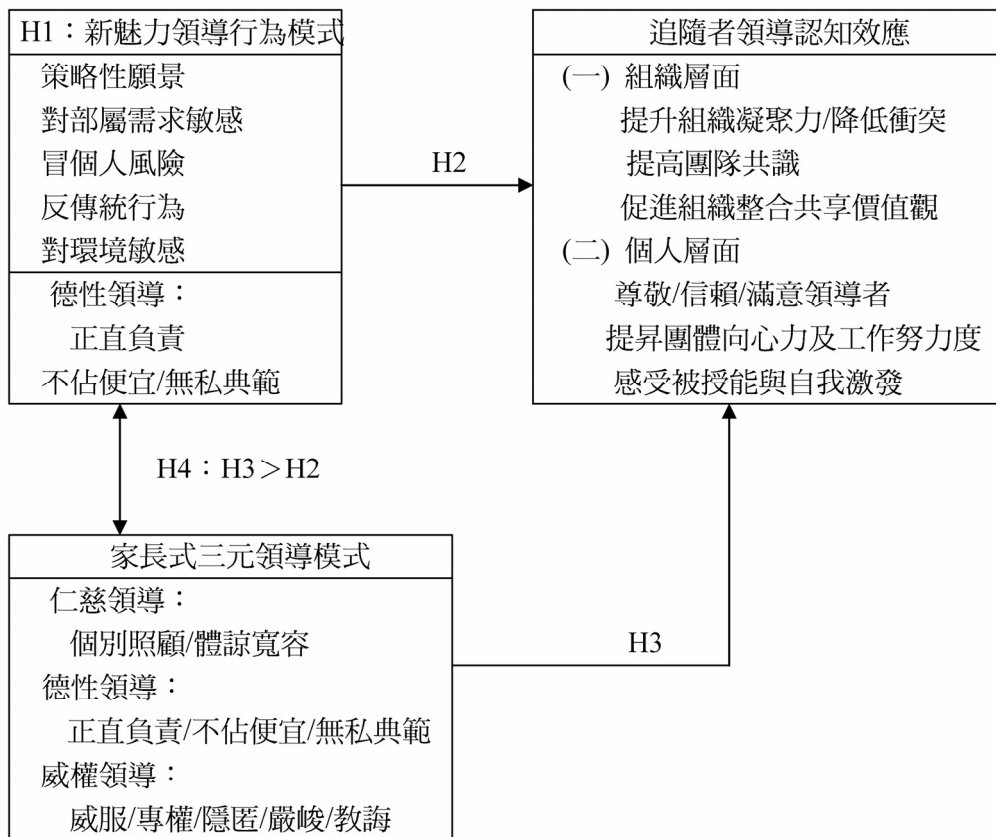 H1：新魅力領導行為模式
策略性願景
對部屬需求敏感
冒個人風險
反傳統行為
對環境敏感
德性領導：
正直負責
不佔便宜/無私典範
H2
追隨者領導認知效應
(一) 組織層面
提升組織凝聚力/降低衝突
提高團隊共識
促進組織整合共享價值觀
(二) 個人層面
尊敬/信賴/滿意領導者
提昇團體向心力及工作努力度
感受被授能與自我激發
H4：H3＞H2
家長式三元領導模式
仁慈領導：
個別照顧/體諒寬容
德性領導：
正直負責/不佔便宜/無私典範
威權領導：
威服/專權/隱匿/嚴峻/教誨
H3